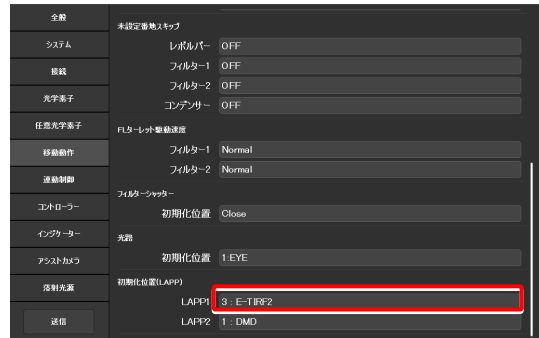 全般
システム
接続
光学素子
任意光学素子
移動動作
連動制御
コントローラー
インジケーター
アシストカメラ
落射光源
送信
未設定番地スキップ
レボルバー OFF
フィルター1 OFF
フィルター2 OFF
コンデンサー OFF
FLターレット駆動速度
フィルター1 Normal
フィルター2 Normal
フィルターシャッター
初期化位置 Close
光路
初期化位置 1:EYE
初期化位置(LAPP)
LAPP1 3 : E-TIRF2
LAPP2 1 : DMD